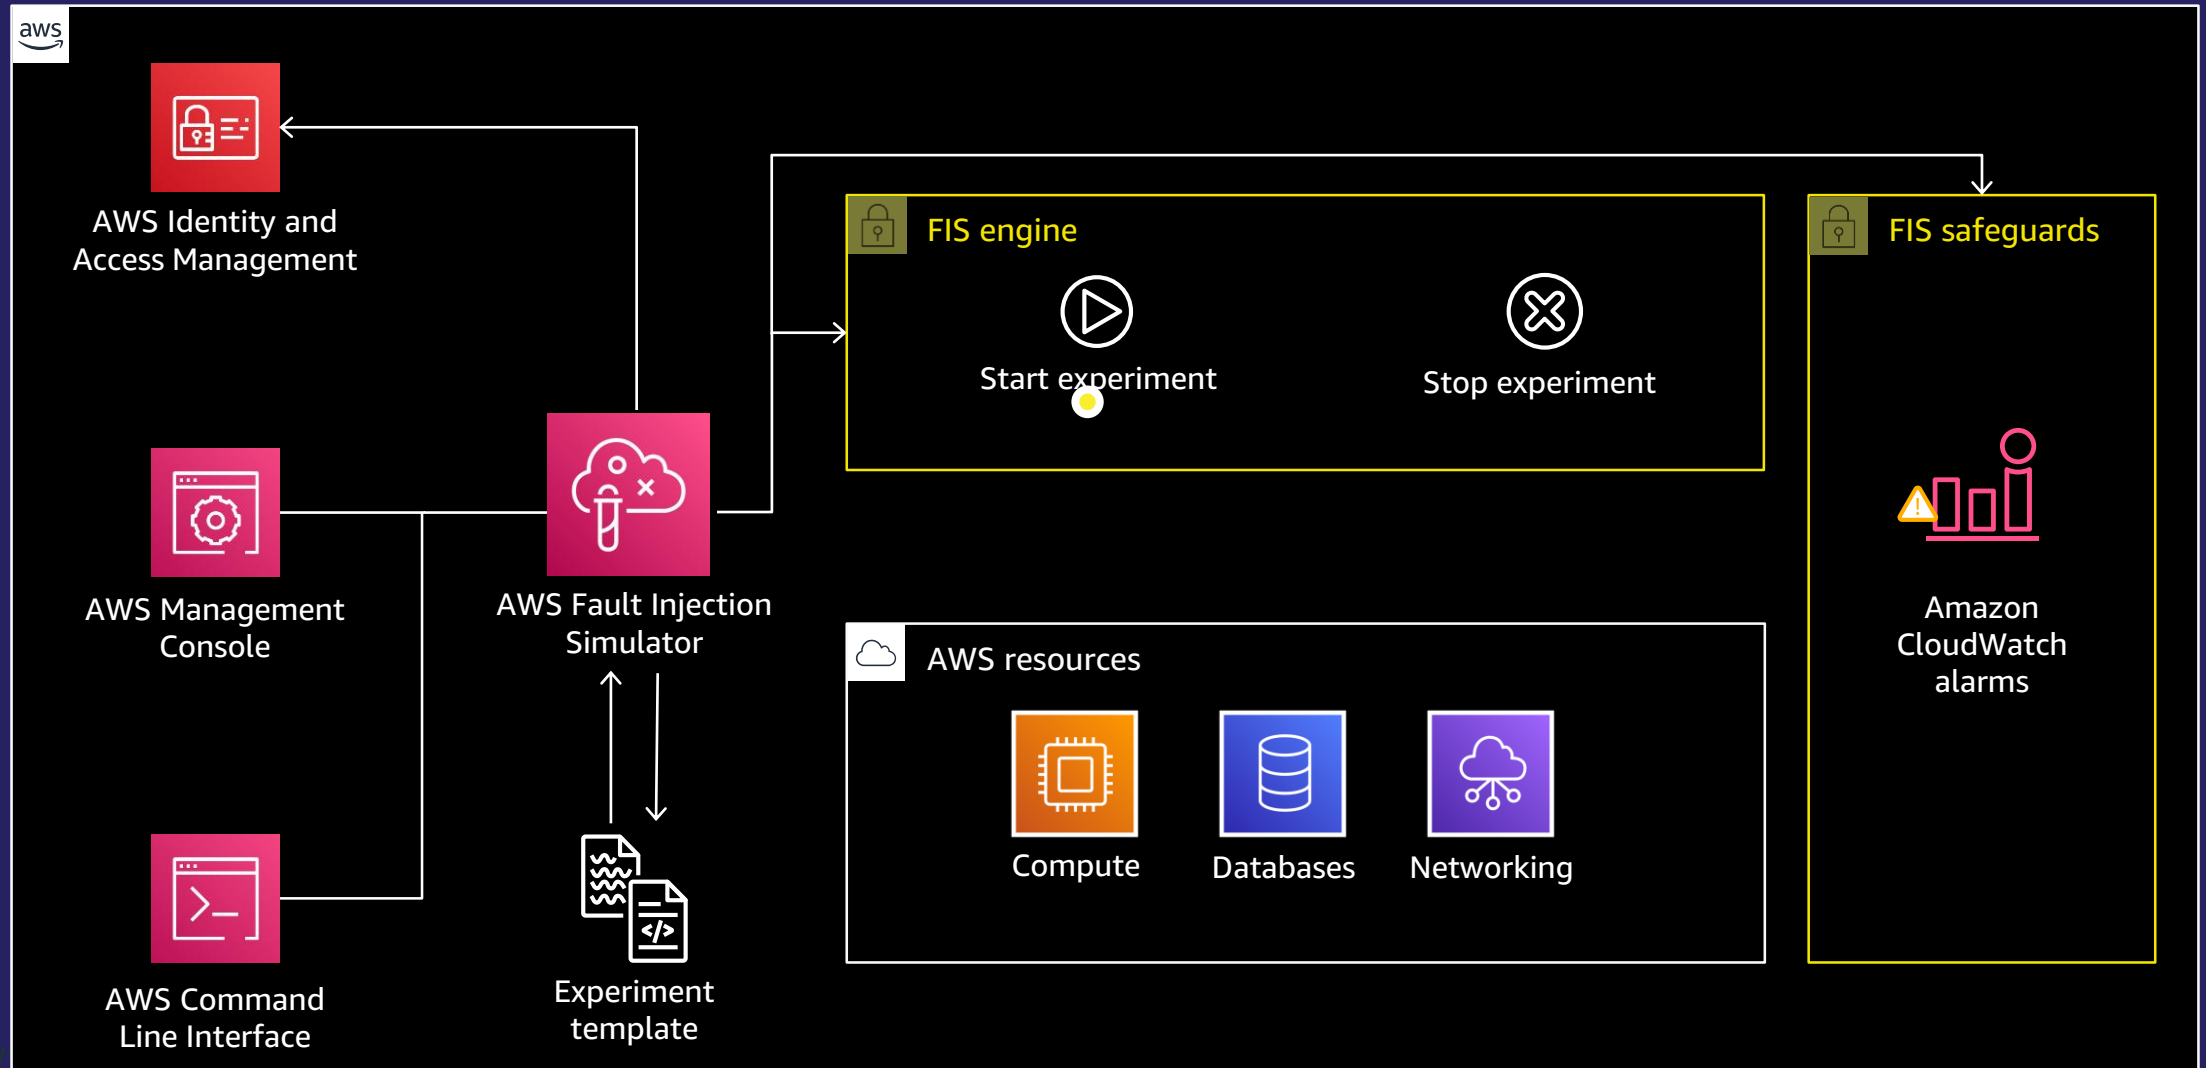 aws
AWS Identity and
Access Management
FIS engine
FIS safeguards
Start experiment
Stop experiment
AWS Management
Console
AWS Fault Injection
Simulator
Amazon
CloudWatch
alarms
AWS resources
Compute
Databases
Networking
AWS Command
Line Interface
Experiment
template